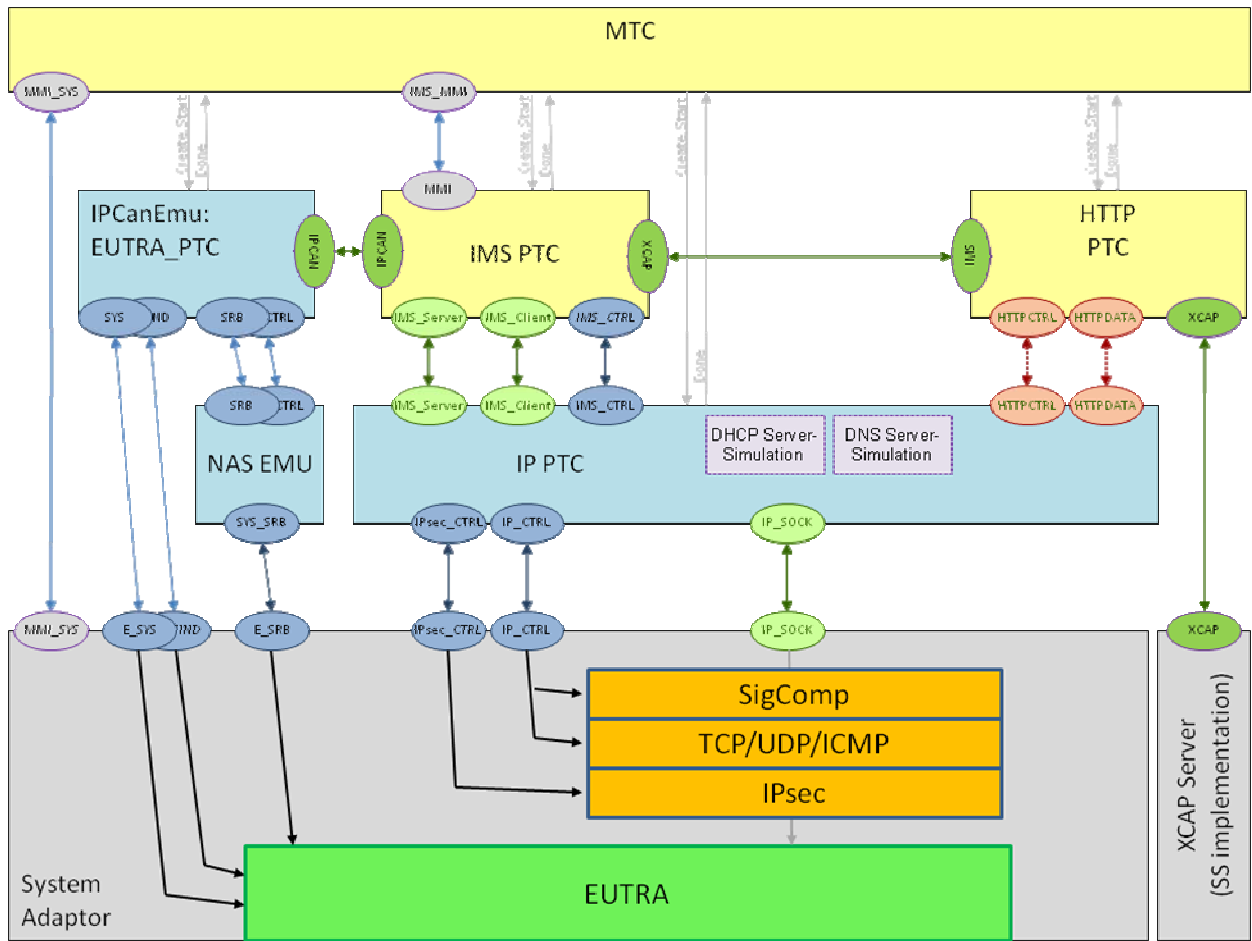 MTC
MMI_SYS
IMS_MMI
Create Start
Done
Create Start
Done
Create Start
Done
Create Start
Done
MMI
IPCanEmu:
EUTRA_PTC
IPCAN
IPCAN
IMS PTC
XCAP
SMI
HTTP
PTC
SYS
IND
SRB
CTRL
IMS_Server
IMS_Client
IMS_CTRL
HTTPCTRL
HTTPDATA
XCAP
SRB
CTRL
IMS_Server
IMS_Client
IMS_CTRL
HTTPCTRL
HTTPDATA
NAS EMU
IP PTC
DHCP Server-
Simulation
DNS Server-
Simulation
SYS_SRB
IPsec_CTRL
IP_CTRL
IP_SOCK
MMI_SYS
E_SYS
IND
E_SRB
IPsec_CTRL
IP_CTRL
IP_SOCK
XCAP
SigComp
TCP/UDP/ICMP
IPsec
EUTRA
System
Adaptor
XCAP Server
(SS implementation)